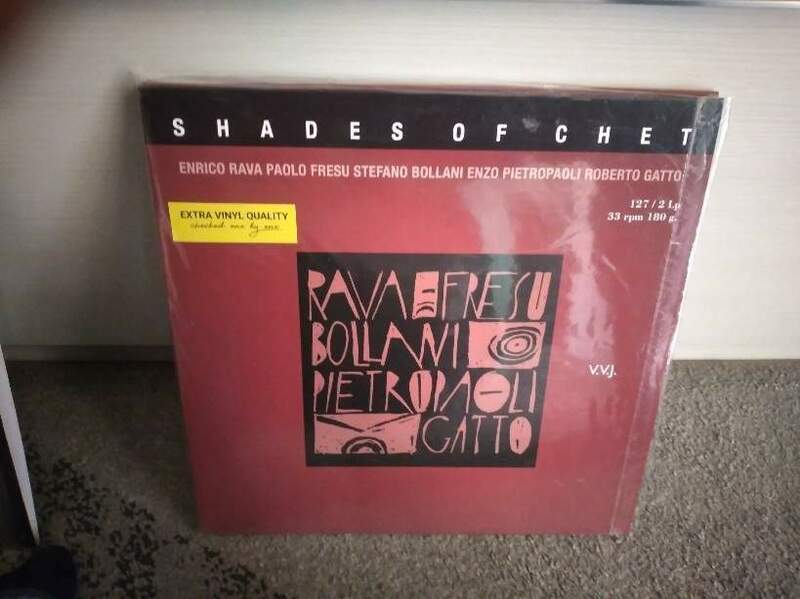 SHADES OF CHET
ENRICO RAVA PAOLO FRESU STEFANO BOLLANI ENZO PIETROPAOLI ROBERTO GATTO
127 / 2 Lp
33 rpm 180 g.
EXTRA VINYL QUALITY
checked one by one
RAVA FRESU
BOLLANI
PIETROPAOLI
GATTO
V.V.J.